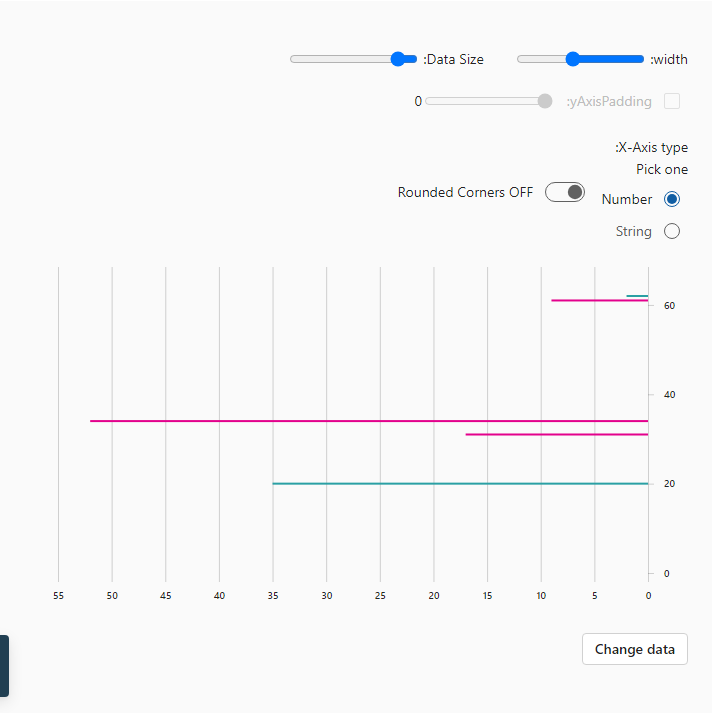 :width
:Data Size
:yAxisPadding
0
:X-Axis type
Pick one
Number
Rounded Corners OFF
String
60
40
20
0
55 50 45 40 35 30 25 20 15 10 5 0
Change data